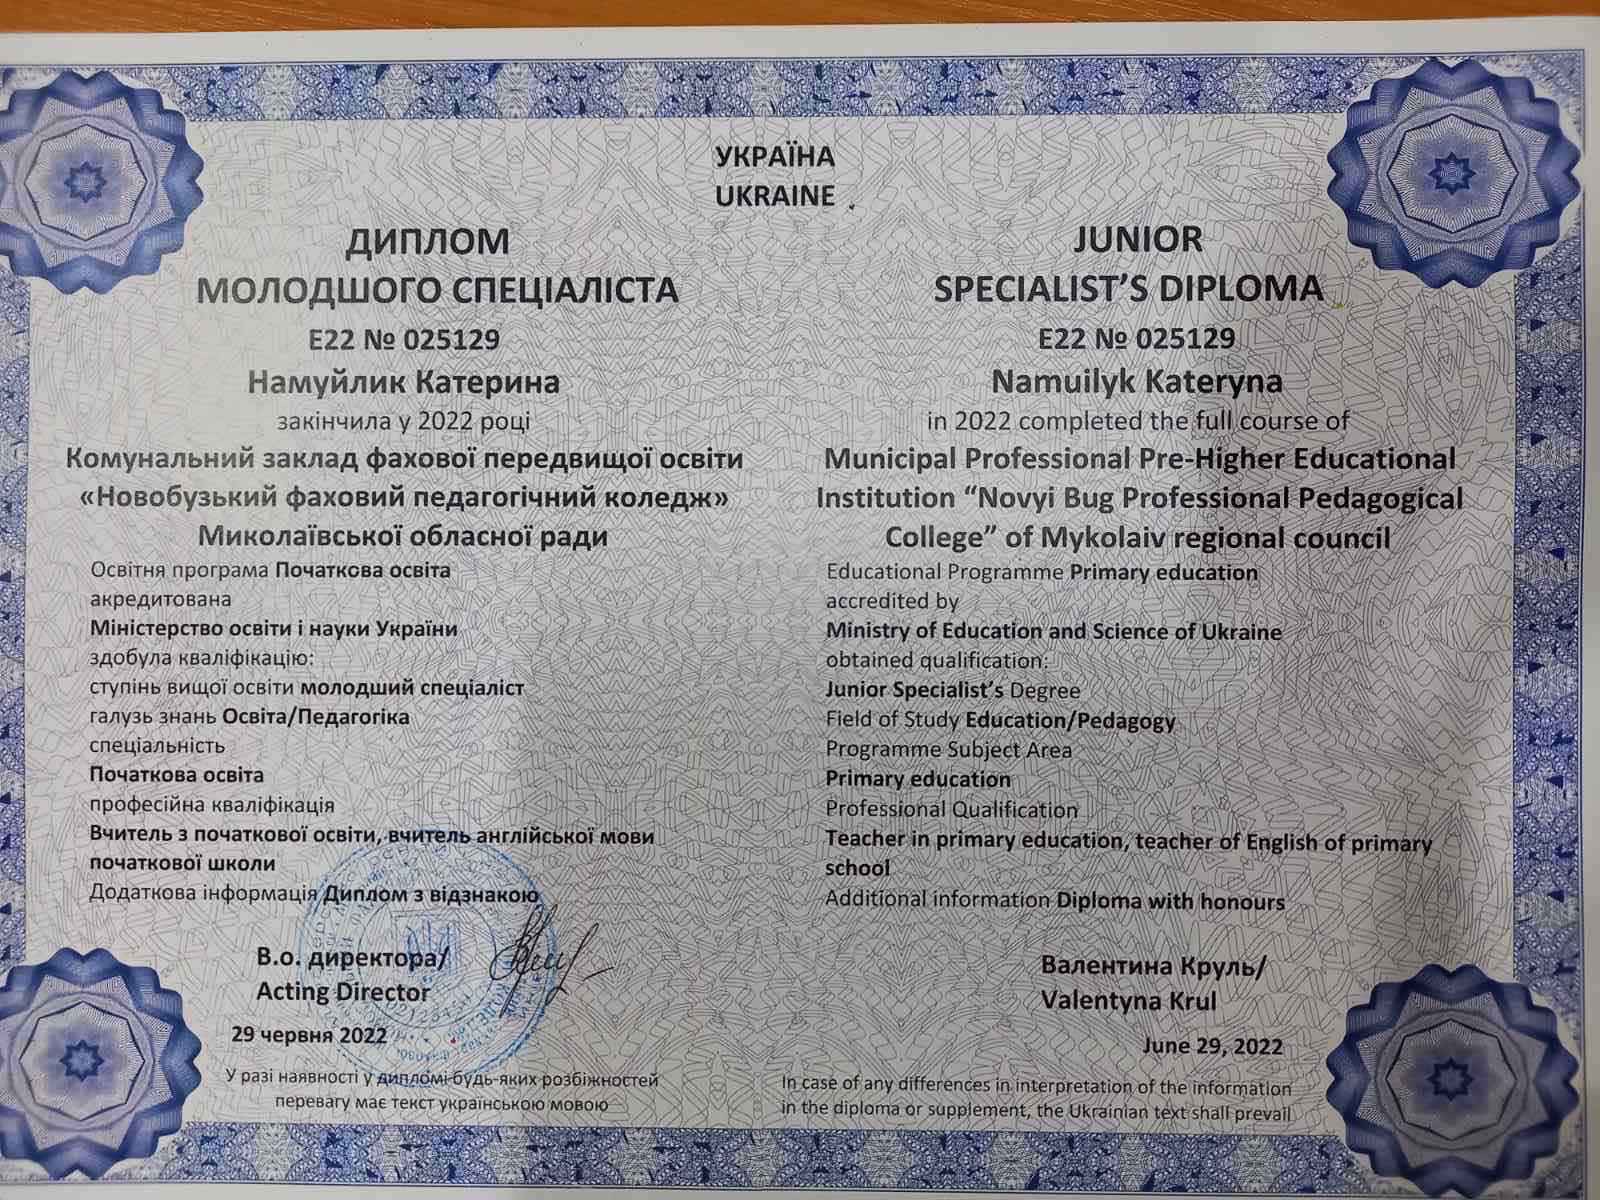 УКРАЇНА
UKRAINE
ДИПЛОМ
МОЛОДШОГО СПЕЦІАЛІСТА
E22 № 025129
Намуйлик Катерина
закінчила у 2022 році
Комунальний заклад фахової передвищої освіти
«Новобузький фаховий педагогічний коледж»
Миколаївської обласної ради
Освітня програма Початкова освіта
акредитована
Міністерство освіти і науки України
здобула кваліфікацію:
ступінь вищої освіти молодший спеціаліст
галузь знань Освіта/Педагогіка
спеціальність
Початкова освіта
професійна кваліфікація
Вчитель з початкової освіти, вчитель англійської мови
початкової школи
Додаткова інформація Диплом з відзнакою
В.о. директора/
Acting Director
29 червня 2022
У разі наявності у дипломі будь-яких розбіжностей
перевагу має текст українською мовою
JUNIOR
SPECIALIST’S DIPLOMA
E22 № 025129
Namuilyk Kateryna
in 2022 completed the full course of
Municipal Professional Pre-Higher Educational
Institution “Novyi Bug Professional Pedagogical
College” of Mykolaiv regional council
Educational Programme Primary education
accredited by
Ministry of Education and Science of Ukraine
obtained qualification:
Junior Specialist’s Degree
Field of Study Education/Pedagogy
Programme Subject Area
Primary education
Professional Qualification
Teacher in primary education, teacher of English of primary
school
Additional information Diploma with honours
Валентина Круль/
Valentyna Krul
June 29, 2022
In case of any differences in interpretation of the information
in the diploma or supplement, the Ukrainian text shall prevail